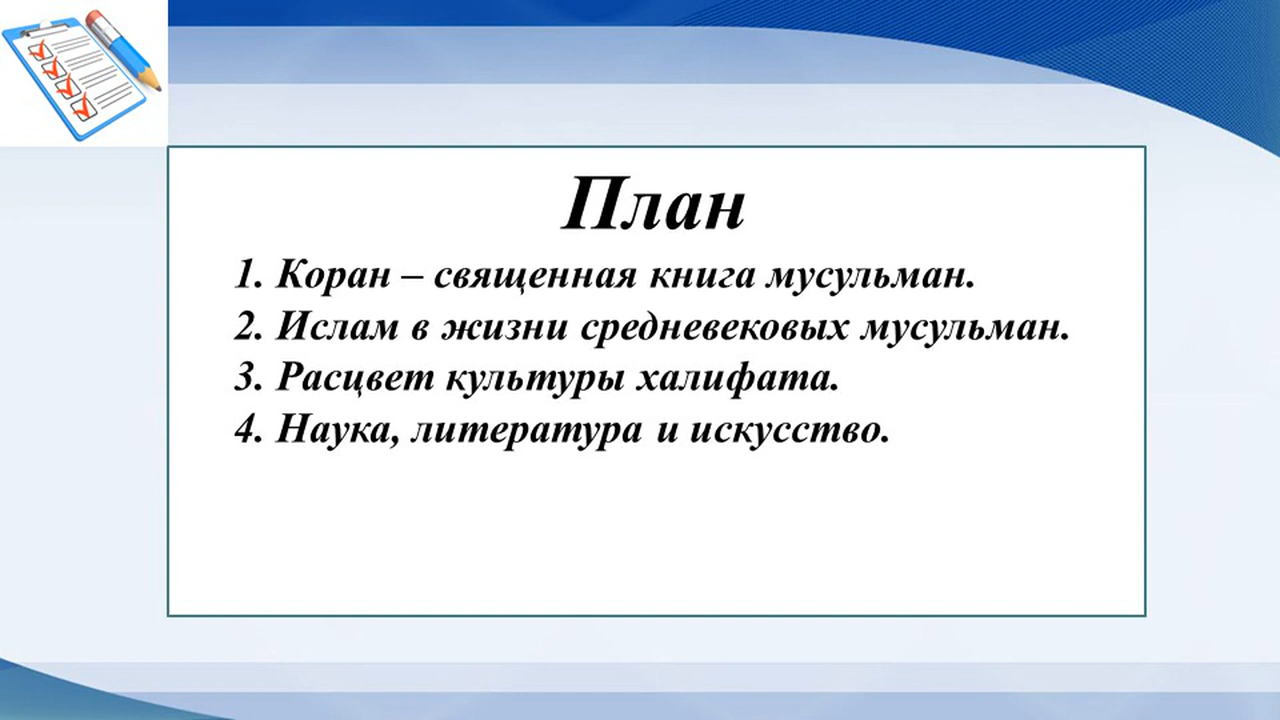 План
1. Коран – священная книга мусульман.
2. Ислам в жизни средневековых мусульман.
3. Расцвет культуры халифата.
4. Наука, литература и искусство.